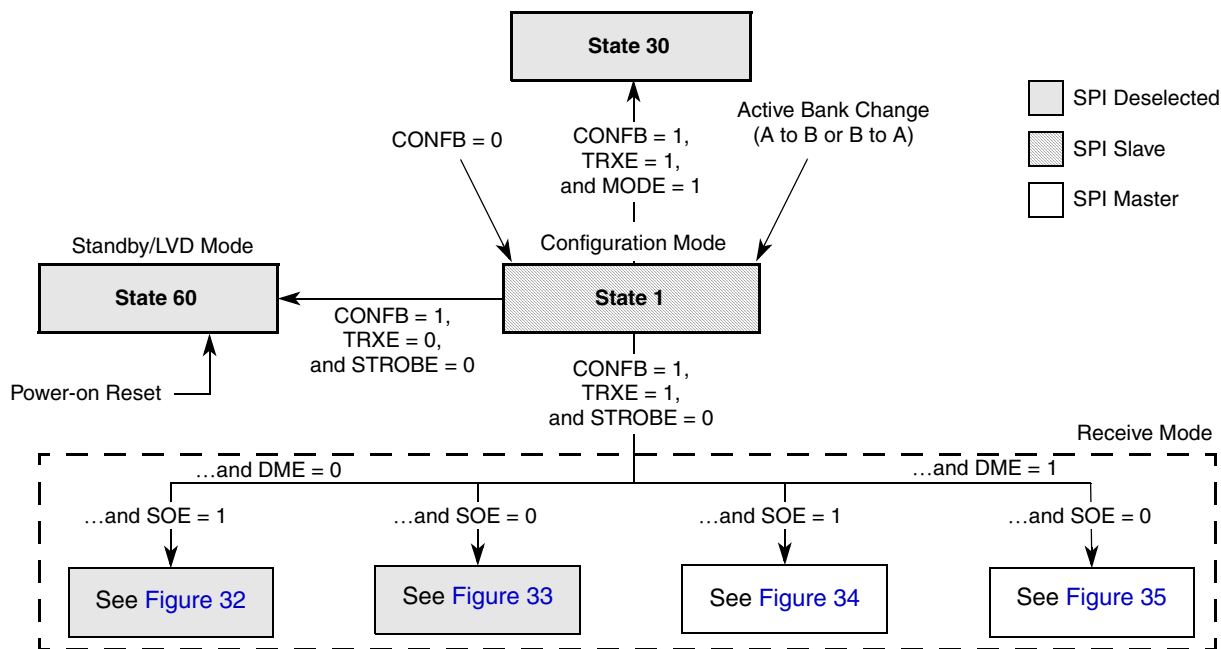 State 30
SPI Deselected
SPI Slave
SPI Master
Active Bank Change
(A to B or B to A)
CONFB = 0
CONFB = 1,
TRXE = 1,
and MODE = 1
Standby/LVD Mode
Configuration Mode
State 60
State 1
CONFB = 1,
TRXE = 0,
and STROBE = 0
Power-on Reset
CONFB = 1,
TRXE = 1,
and STROBE = 0
Receive Mode
…and DME = 0
…and DME = 1
…and SOE = 1
…and SOE = 0
…and SOE = 1
…and SOE = 0
See Figure 32
See Figure 33
See Figure 34
See Figure 35